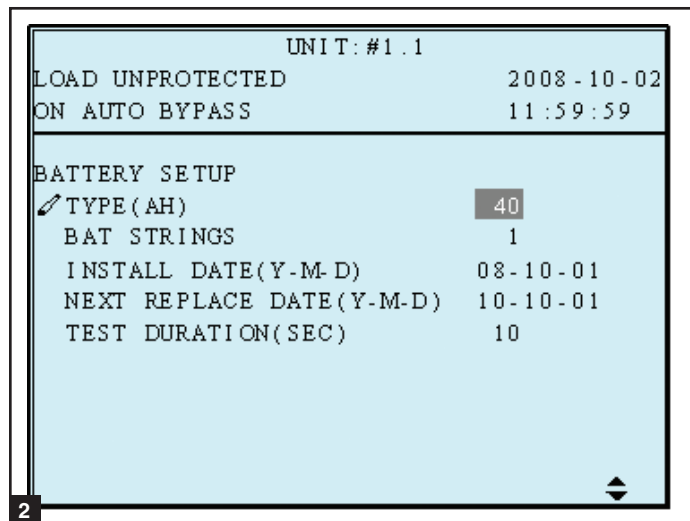 UNIT:#1.1
LOAD UNPROTECTED 2008-10-02
ON AUTO BYPASS 11:59:59
BATTERY SETUP
TYPE(AH) 40
BAT STRINGS 1
INSTALL DATE(Y-M-D) 08-10-01
NEXT REPLACE DATE(Y-M-D) 10-10-01
TEST DURATION(SEC) 10
2